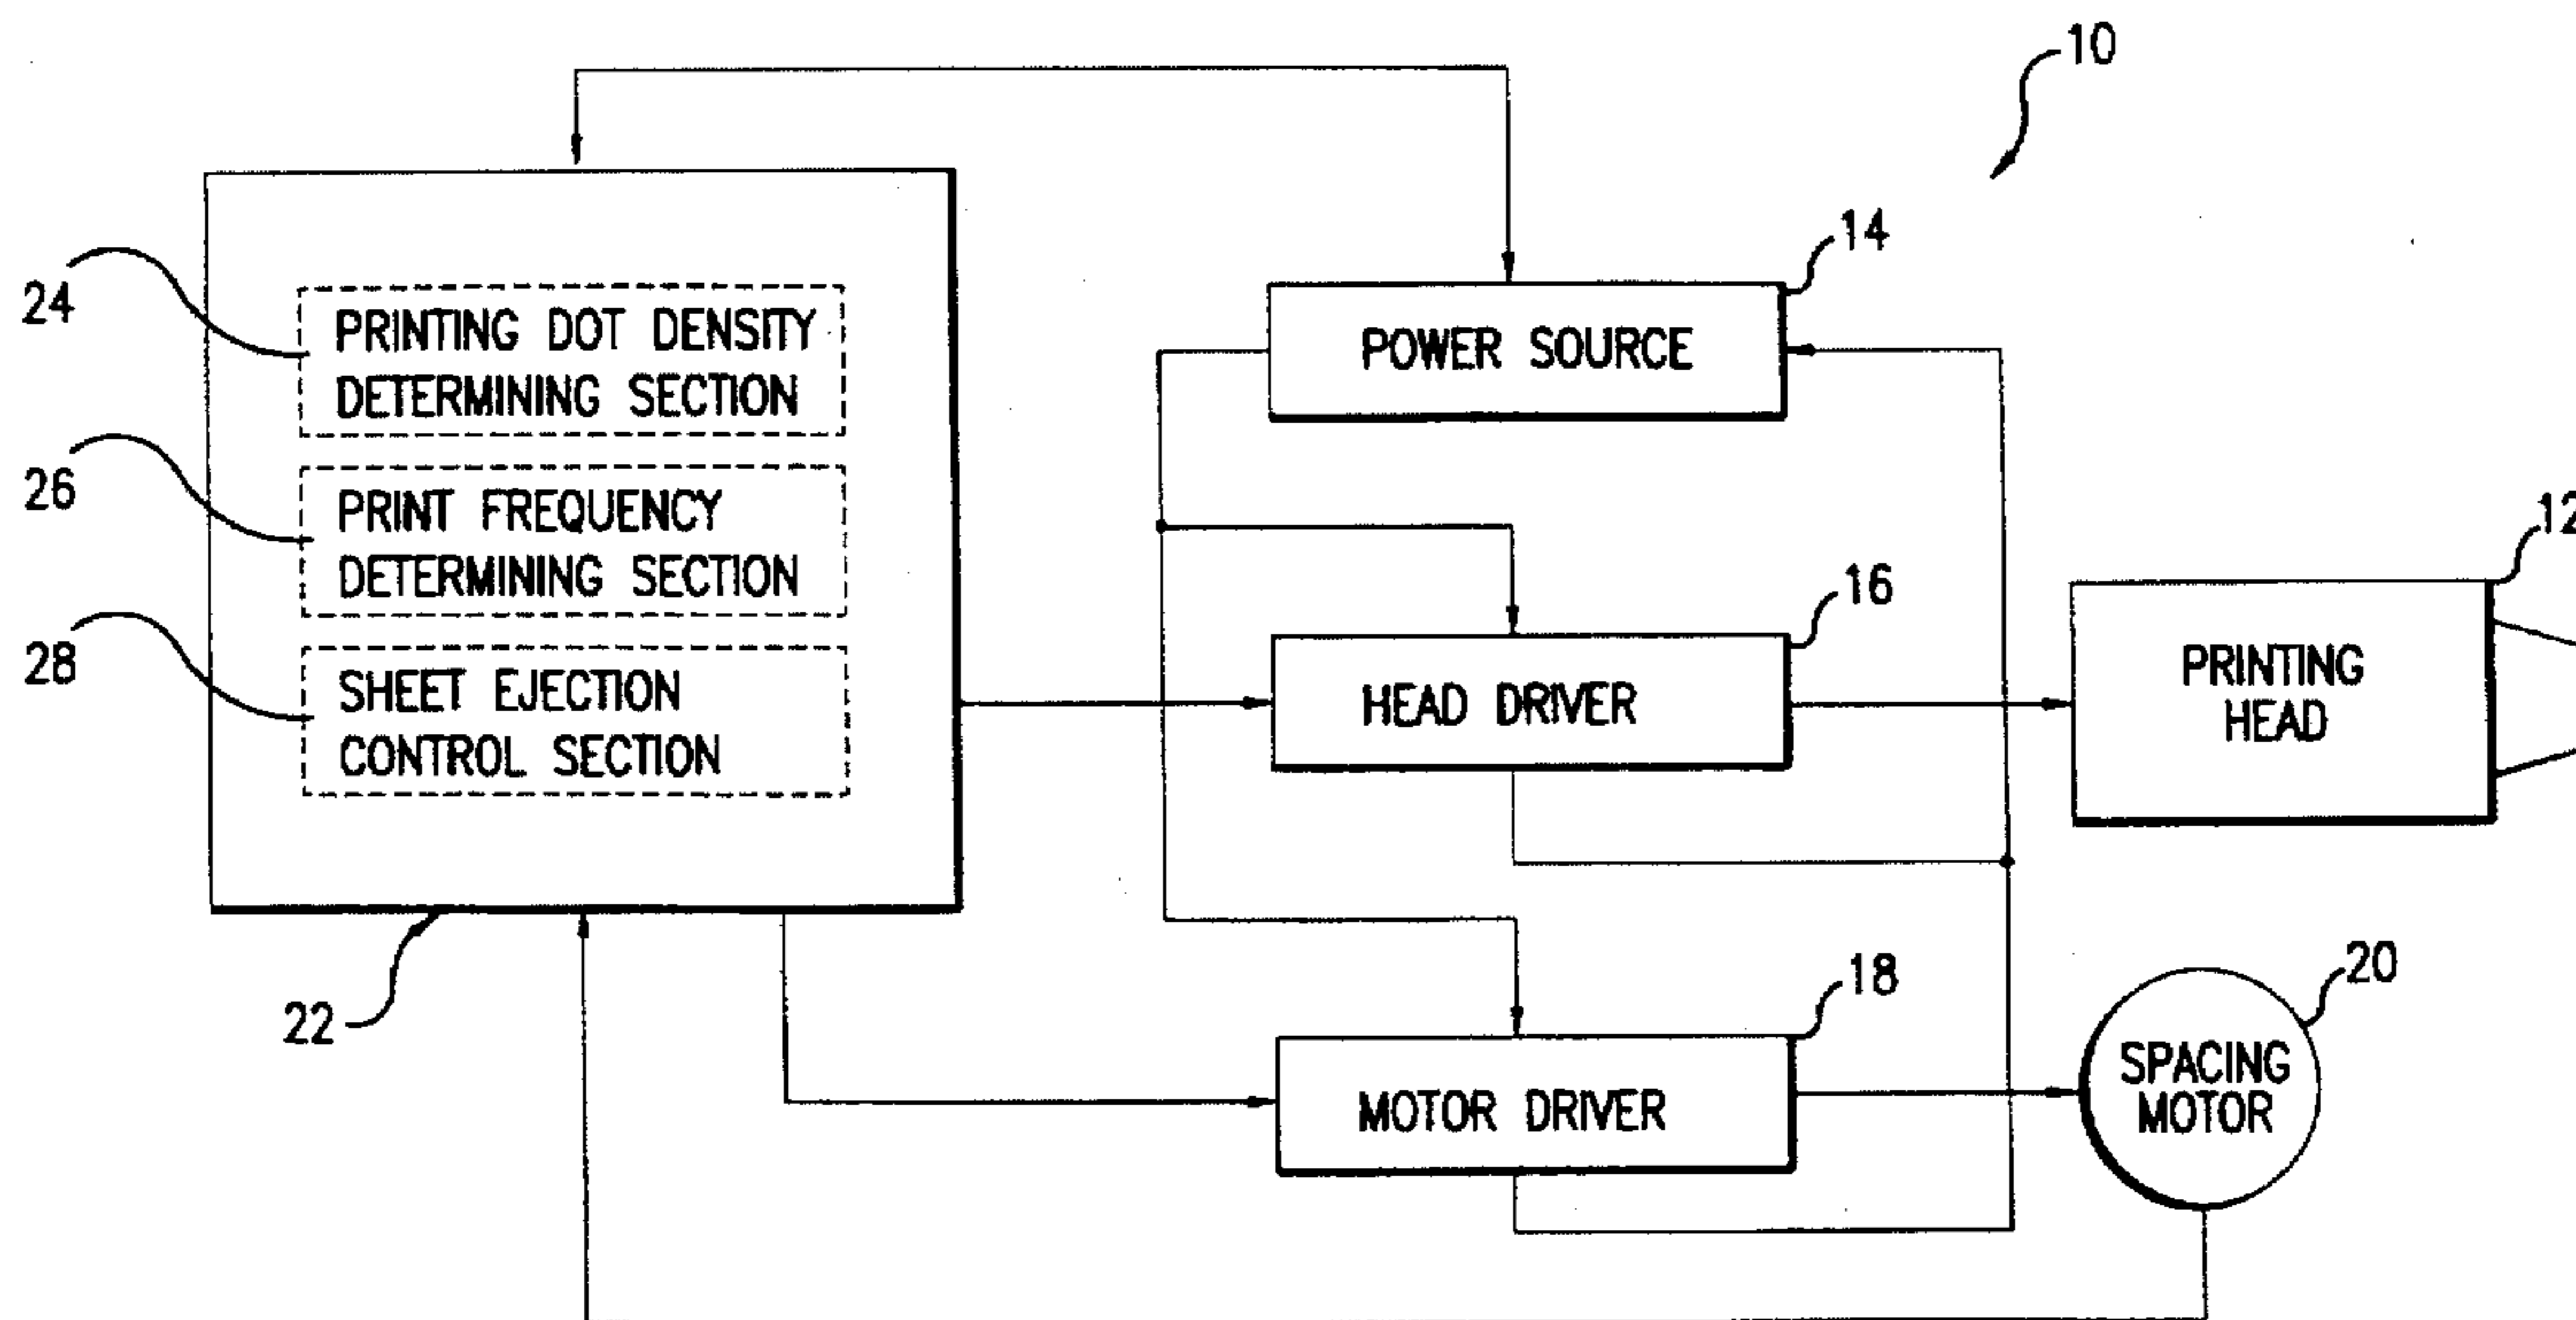 10
14
24
PRINTING DOT DENSITY
DETERMINING SECTION
POWER SOURCE
26
PRINT FREQUENCY
DETERMINING SECTION
12
16
28
SHEET EJECTION
CONTROL SECTION
HEAD DRIVER
PRINTING
HEAD
22
18
20
MOTOR DRIVER
SPACING
MOTOR